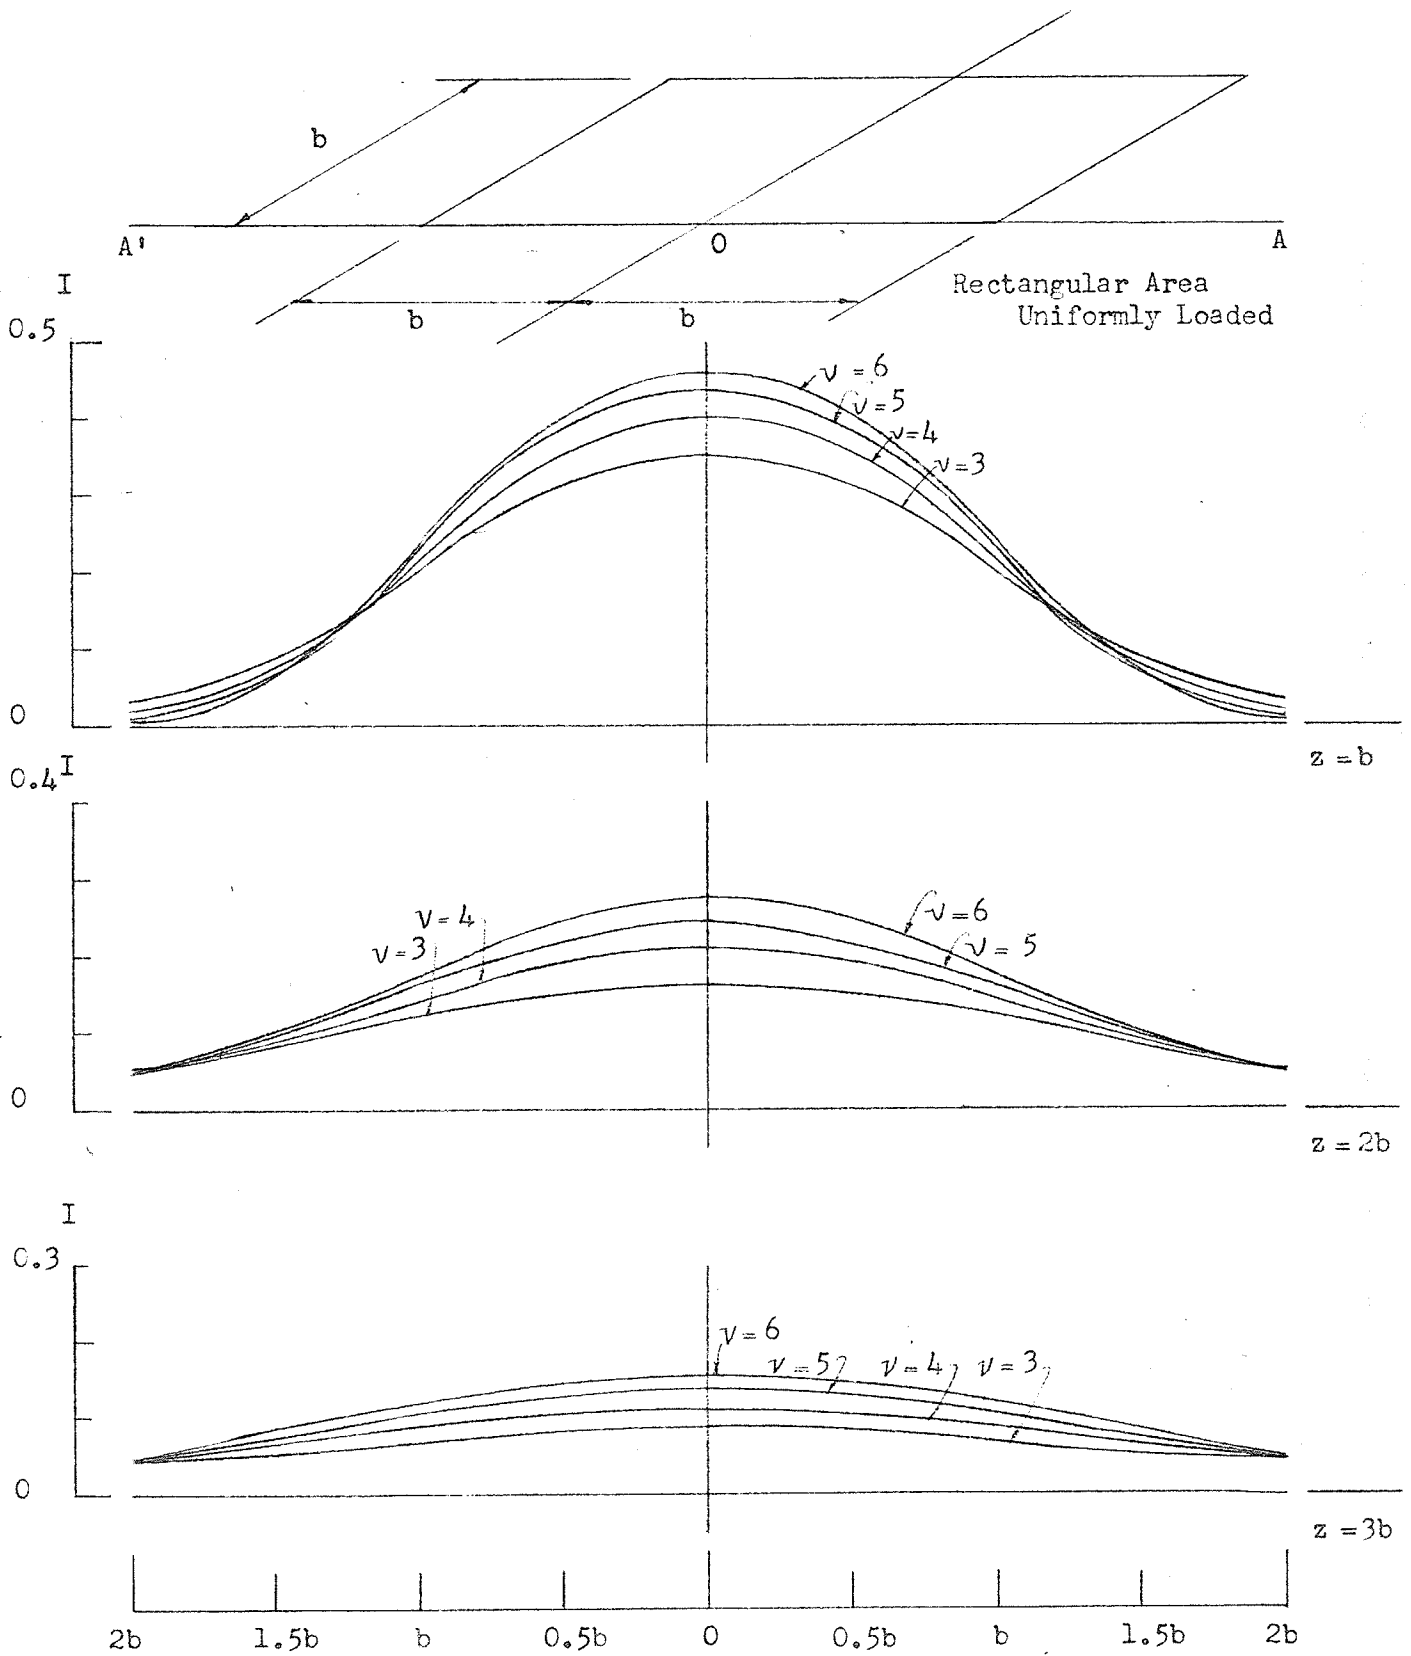 b
A' O A
I
Rectangular Area
Uniformly Loaded
b b
0.5
ν = 6
ν=5
ν=4
ν=3
0
z = b
0.4 I
ν=4
ν=3
ν=6
ν= 5
0
z = 2b
I
0.3
ν=6
ν=5 ν=4 ν=3
0
z = 3b
2b 1.5b b 0.5b 0 0.5b b 1.5b 2b